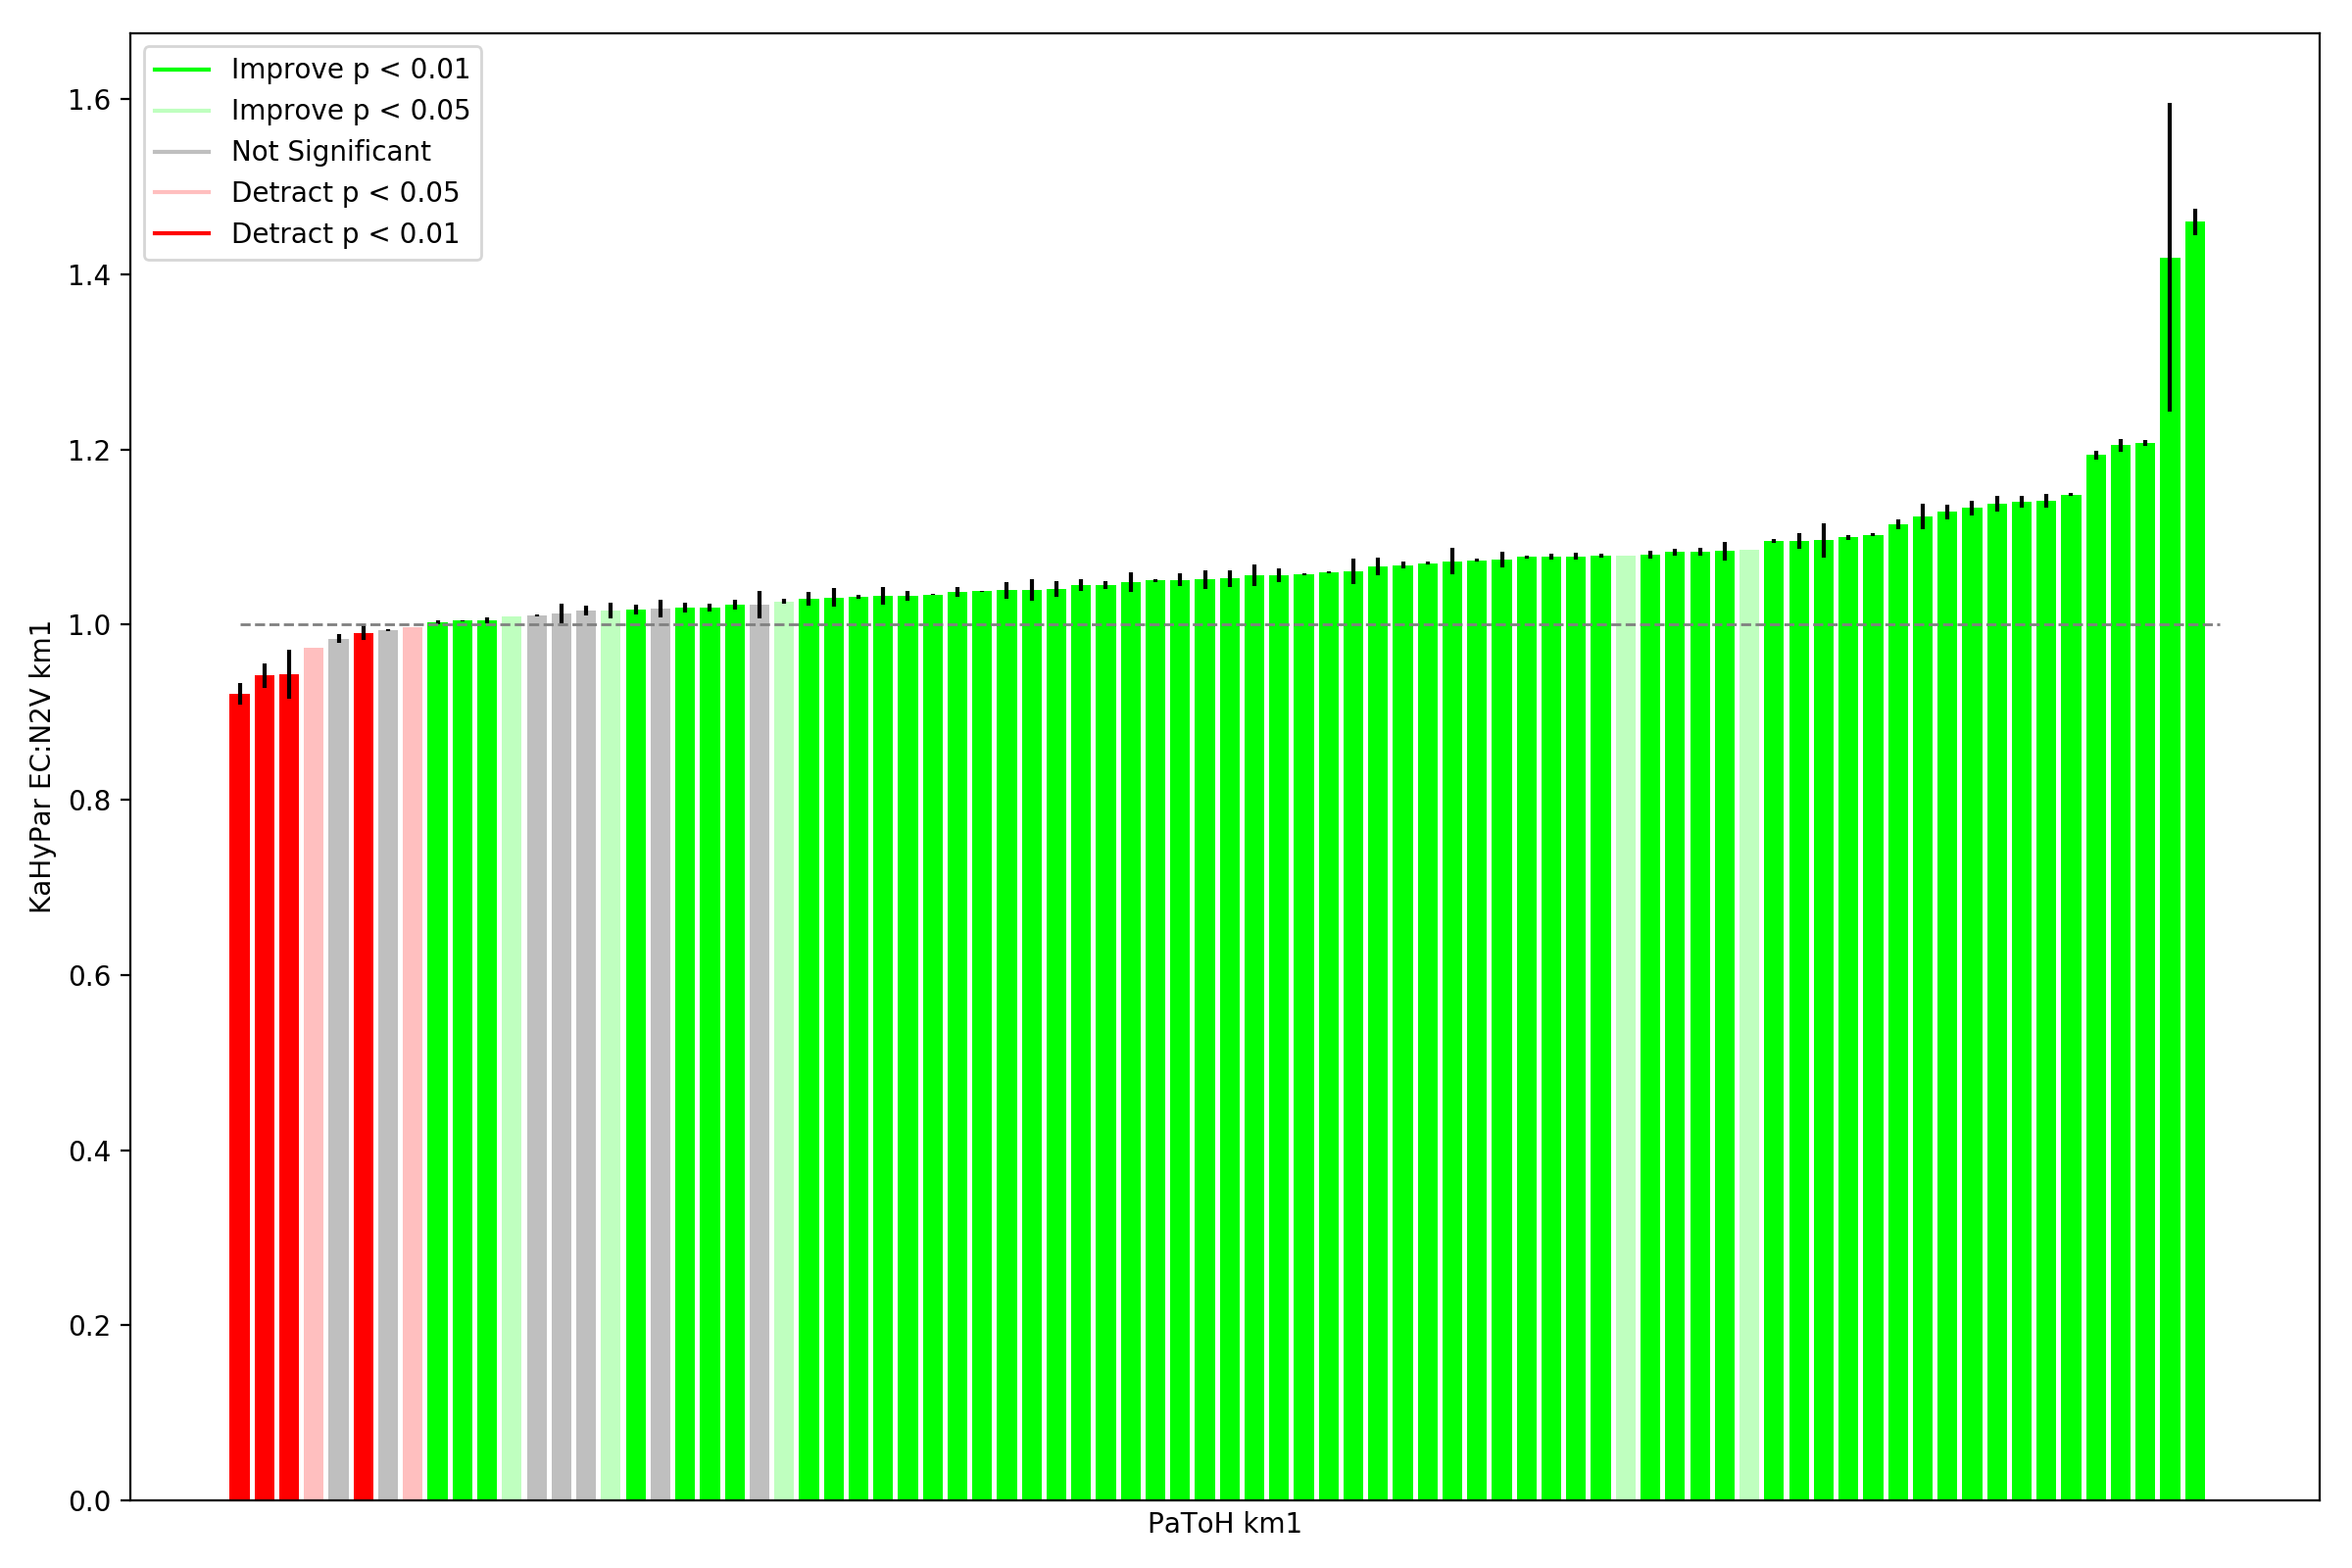 Improve p < 0.01
Improve p < 0.05
Not Significant
Detract p < 0.05
Detract p < 0.01
1.6
1.4
1.2
1.0
0.8
0.6
0.4
0.2
0.0
KaHyPar EC:N2V km1
PaToH km1